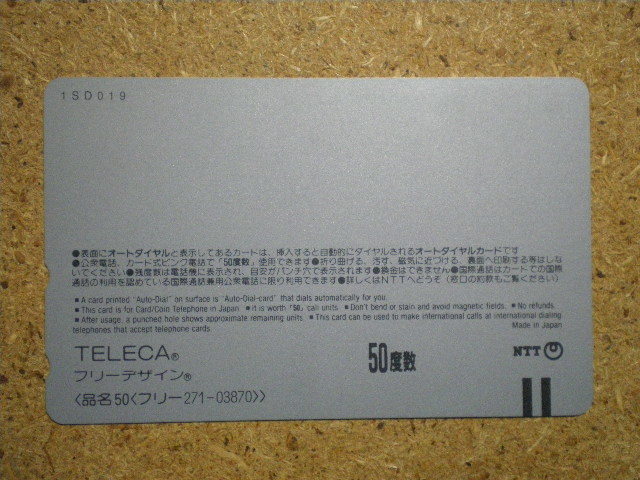 1SD019
●表面にオートダイヤルと表示してあるカードは、挿入すると自動的にダイヤルされるオートダイヤルカードです
●公衆電話、カード式ピンク電話で「50度数」使用できます●折り曲げる、汚す、磁気に近づける、裏面へ印刷する等はしな
いでください●残度数は電話機に表示され、目安がパンチ穴で表示されます●換金はできません●国際通話はカードでの国際
通話の利用を認めている国際通話兼用公衆電話に限り利用できます●詳しくはNTTへどうぞ（窓口の約款もご覧ください）
■ A card printed "Auto-Dial" on surface is "Auto-Dial-card" that dials automatically for you.
■ This card is for Card/Coin Telephone in Japan. ■ It is worth「50」call units. ■ Don't bend or stain and avoid magnetic fields. ■ No refunds.
■ After usage, a punched hole shows approximate remaining units. ■ This card can be used to make international calls at international dialing
telephones that accept telephone cards.
Made in Japan
TELECA®
50度数
NTT
フリーデザイン®
〈品名50〈フリー271-03870〉〉